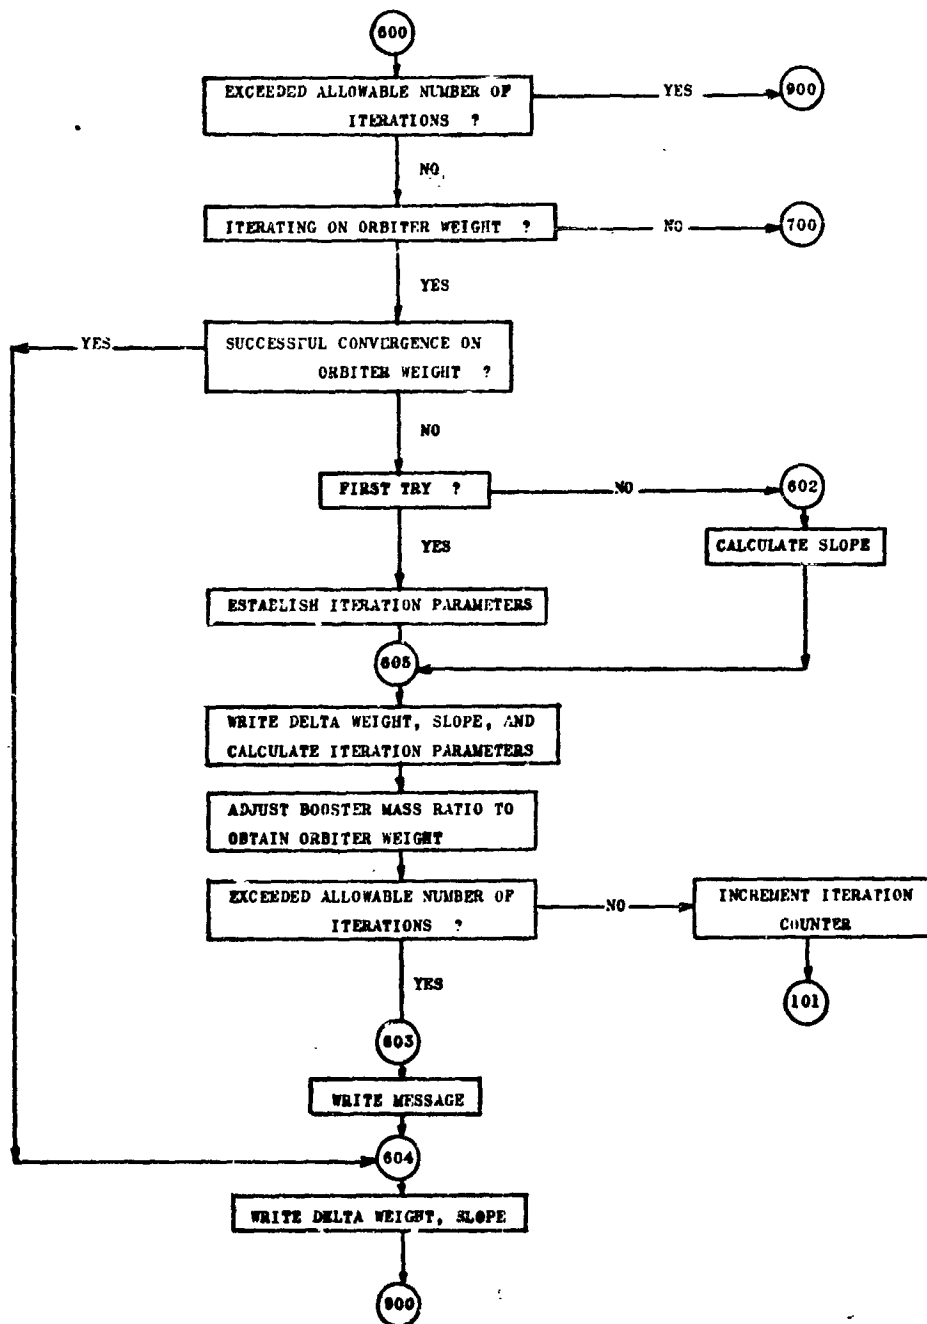 600
EXCEEDED ALLOWABLE NUMBER OF
ITERATIONS ?
YES
900
NO
ITERATING ON ORBITER WEIGHT ?
NO
700
YES
SUCCESSFUL CONVERGENCE ON
ORBITER WEIGHT ?
YES
NO
FIRST TRY ?
NO
602
YES
CALCULATE SLOPE
ESTABLISH ITERATION PARAMETERS
605
WRITE DELTA WEIGHT, SLOPE, AND
CALCULATE ITERATION PARAMETERS
ADJUST BOOSTER MASS RATIO TO
OBTAIN ORBITER WEIGHT
EXCEEDED ALLOWABLE NUMBER OF
ITERATIONS ?
NO
INCREMENT ITERATION
COUNTER
YES
101
603
WRITE MESSAGE
604
WRITE DELTA WEIGHT, SLOPE
900